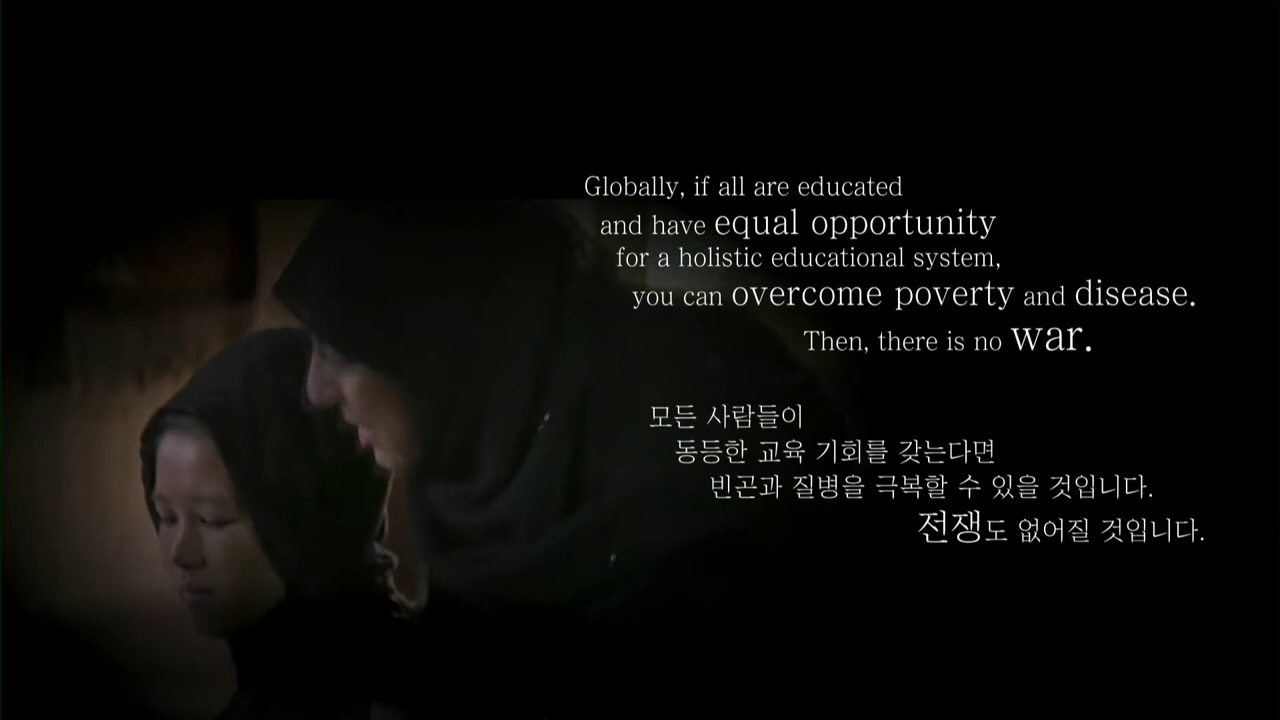 Globally, if all are educated
and have equal opportunity
for a holistic educational system,
you can overcome poverty and disease.
Then, there is no war.
모든 사람들이
동등한 교육 기회를 갖는다면
빈곤과 질병을 극복할 수 있을 것입니다.
전쟁도 없어질 것입니다.